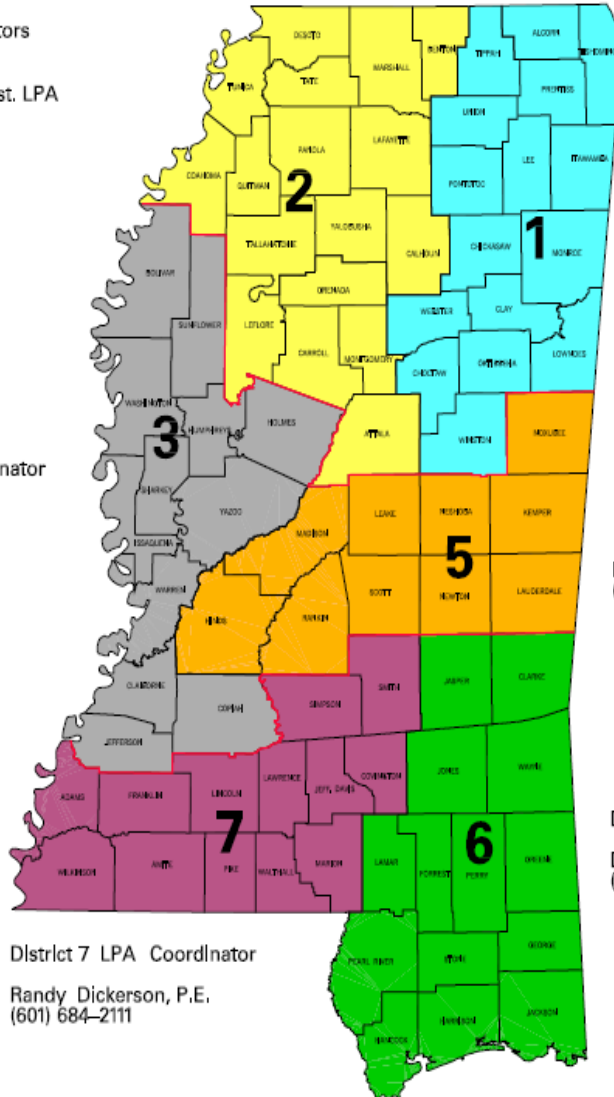 tors
st. LPA
DESOTO
BENTON
TIPPAH
ALCORN
TISHOMIN
MARSHALL
TUNICA
TATE
PRENTISS
UNION
PANOLA
LAFAYETTE
LEE
ITAWAMBA
COAHOMA
QUITMAN
2
PONTOTOC
YALOBUSHA
TALLAHATCHIE
CALHOUN
CHICKASAW
1
MONROE
BOLIVAR
GRENADA
SUNFLOWER
LEFLORE
WEBSTER
CLAY
CARROLL
MONTGOMERY
CHOCTAW
OKTIBBEHA
LOWNDES
WASHINGTON
3
HUMPHREYS
HOLMES
ATTALA
WINSTON
NOXUBEE
nator
SHARKEY
YAZOO
LEAKE
NESHOBA
KEMPER
MADISON
ISSAQUENA
5
WARREN
SCOTT
NEWTON
LAUDERDALE
HINDS
RANKIN
CLAIBORNE
COPIAH
SIMPSON
SMITH
JASPER
CLARKE
JEFFERSON
ADAMS
FRANKLIN
LINCOLN
LAWRENCE
JEFF. DAVIS
COVINGTON
JONES
WAYNE
7
WILKINSON
AMITE
PIKE
WALTHALL
MARION
LAMAR
FORREST
6
PERRY
GREENE
District 7 LPA Coordinator
Randy Dickerson, P.E.
(601) 684–2111
PEARL RIVER
STONE
GEORGE
HANCOCK
HARRISON
JACKSON